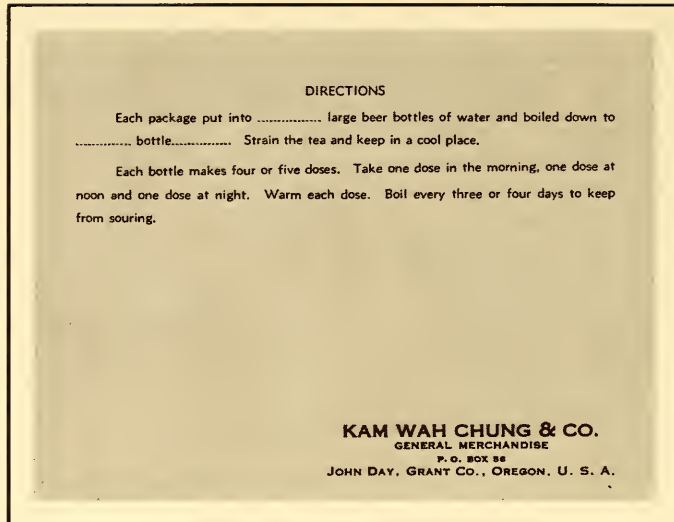 DIRECTIONS
Each package put into ................ large beer bottles of water and boiled down to
.............. bottle............... Strain the tea and keep in a cool place.
Each bottle makes four or five doses. Take one dose in the morning, one dose at
noon and one dose at night. Warm each dose. Boil every three or four days to keep
from souring.
KAM WAH CHUNG & CO.
GENERAL MERCHANDISE
P. O. BOX 56
JOHN DAY, GRANT CO., OREGON, U. S. A.